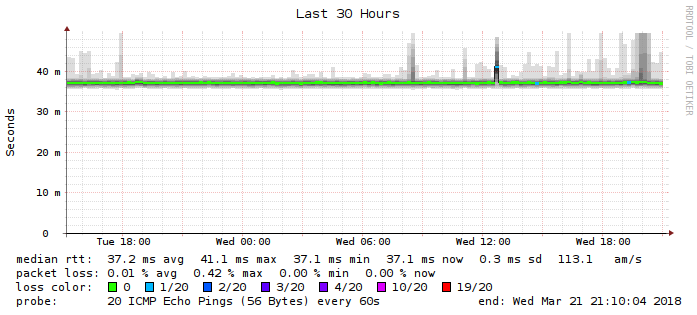 Last 30 Hours
RRDTOOL / TOBI OETIKER
Seconds
40 m
30 m
20 m
10 m
0
Tue 18:00 Wed 00:00 Wed 06:00 Wed 12:00 Wed 18:00
median rtt: 37.2 ms avg 41.1 ms max 37.1 ms min 37.1 ms now 0.3 ms sd 113.1 am/s
packet loss: 0.01 % avg 0.42 % max 0.00 % min 0.00 % now
loss color: 0 1/20 2/20 3/20 4/20 10/20 19/20
probe: 20 ICMP Echo Pings (56 Bytes) every 60s end: Wed Mar 21 21:10:04 2018